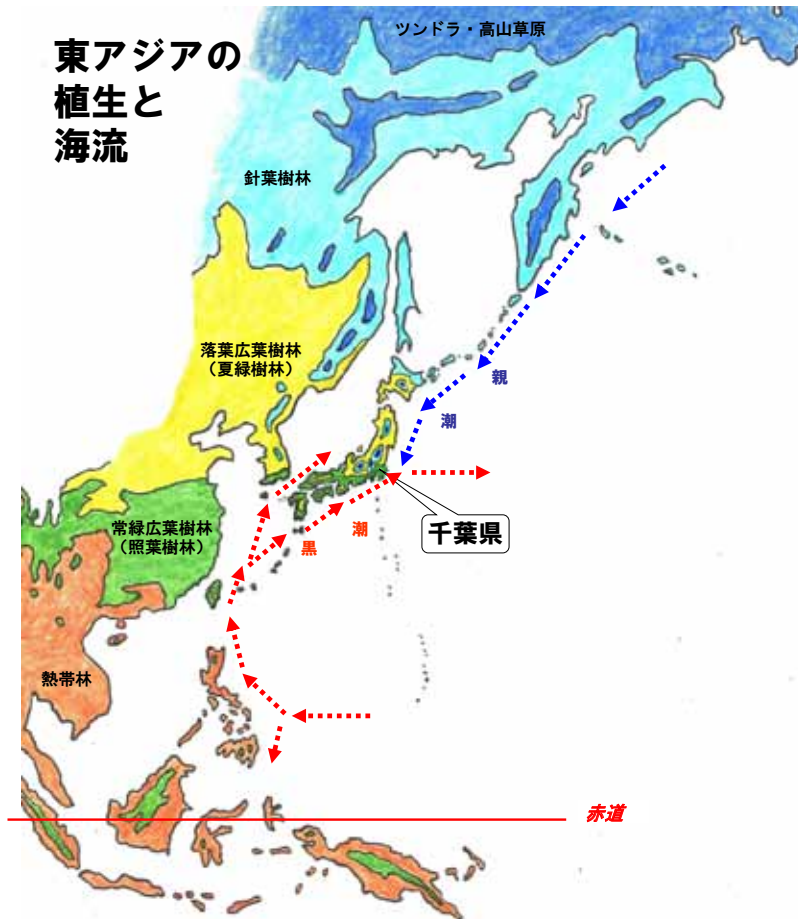 東アジアの
植生と
海流
ツンドラ・高山草原
針葉樹林
落葉広葉樹林
（夏緑樹林）
親
潮
千葉県
常緑広葉樹林
（照葉樹林）
黒
潮
熱帯林
赤道